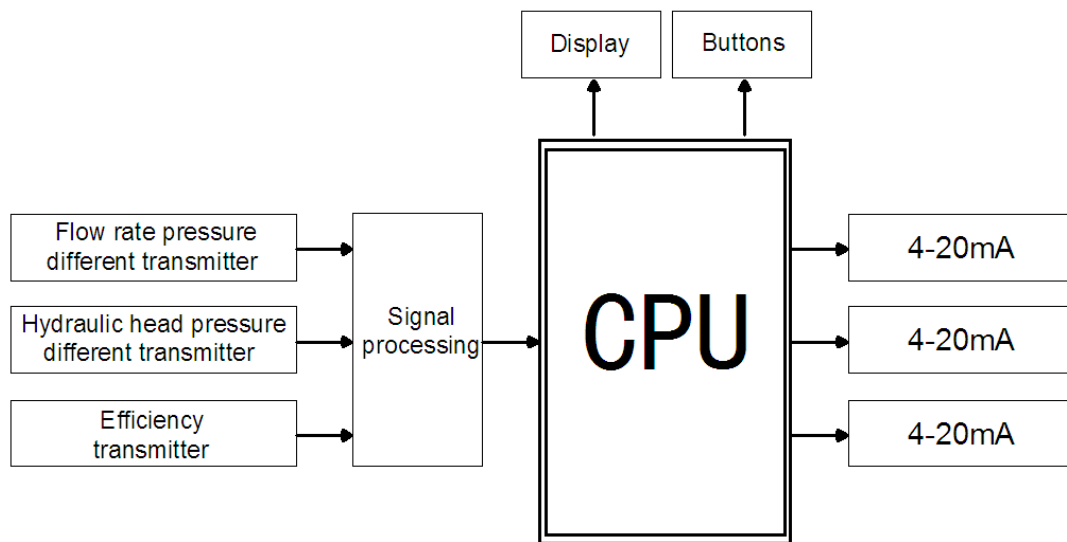 Display
Buttons
Flow rate pressure
different transmitter
Hydraulic head pressure
different transmitter
Efficiency
transmitter
Signal
processing
CPU
4-20mA
4-20mA
4-20mA